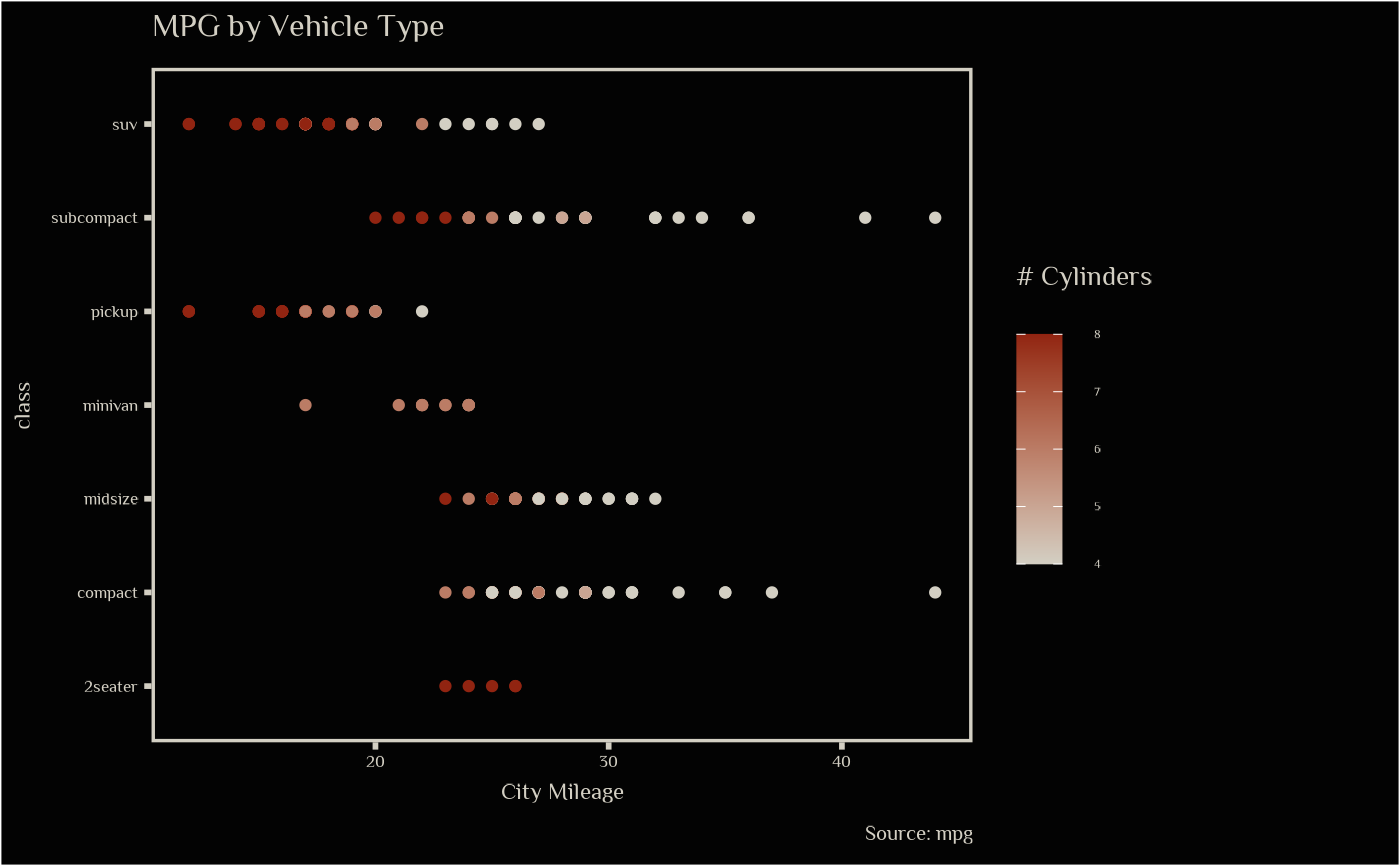 MPG by Vehicle Type
suv
subcompact
pickup
minivan
midsize
compact
2seater
class
20 30 40
City Mileage
Source: mpg
# Cylinders
8
7
6
5
4